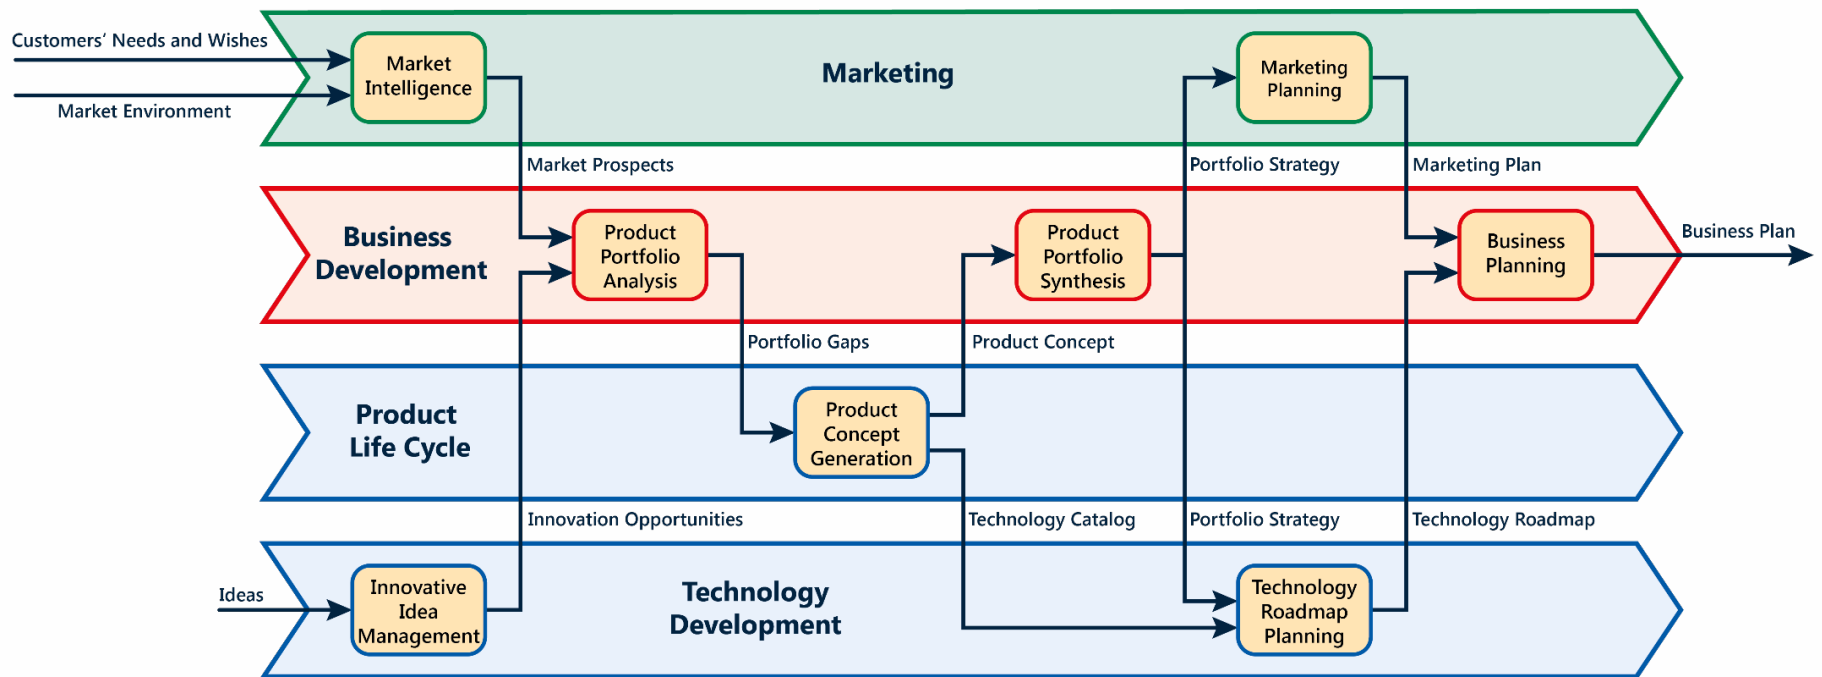 Customers‘ Needs and Wishes
Market Environment
Market
Intelligence
Marketing
Marketing
Planning
Market Prospects
Portfolio Strategy
Marketing Plan
Business
Development
Product
Portfolio
Analysis
Product
Portfolio
Synthesis
Business
Planning
Business Plan
Portfolio Gaps
Product Concept
Product
Life Cycle
Product
Concept
Generation
Innovation Opportunities
Technology Catalog
Portfolio Strategy
Technology Roadmap
Ideas
Innovative
Idea
Management
Technology
Development
Technology
Roadmap
Planning